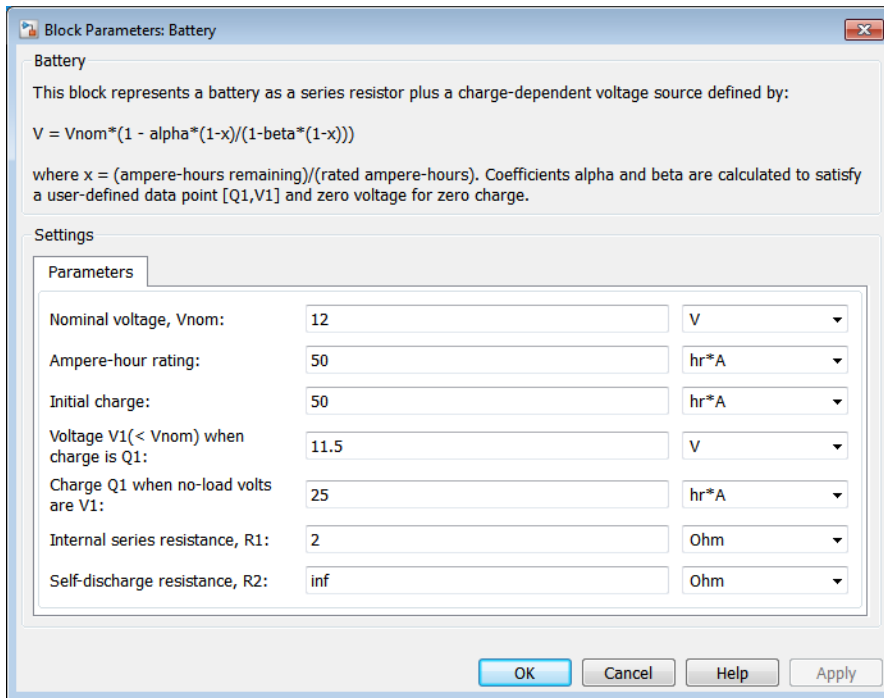 Block Parameters: Battery
Battery
This block represents a battery as a series resistor plus a charge-dependent voltage source defined by:
V = Vnom*(1 - alpha*(1-x)/(1-beta*(1-x)))
where x = (ampere-hours remaining)/(rated ampere-hours). Coefficients alpha and beta are calculated to satisfy
a user-defined data point [Q1,V1] and zero voltage for zero charge.
Settings
Parameters
Nominal voltage, Vnom: 12 V
Ampere-hour rating: 50 hr*A
Initial charge: 50 hr*A
Voltage V1(< Vnom) when
charge is Q1: 11.5 V
Charge Q1 when no-load volts
are V1: 25 hr*A
Internal series resistance, R1: 2 Ohm
Self-discharge resistance, R2: inf Ohm
OK Cancel Help Apply